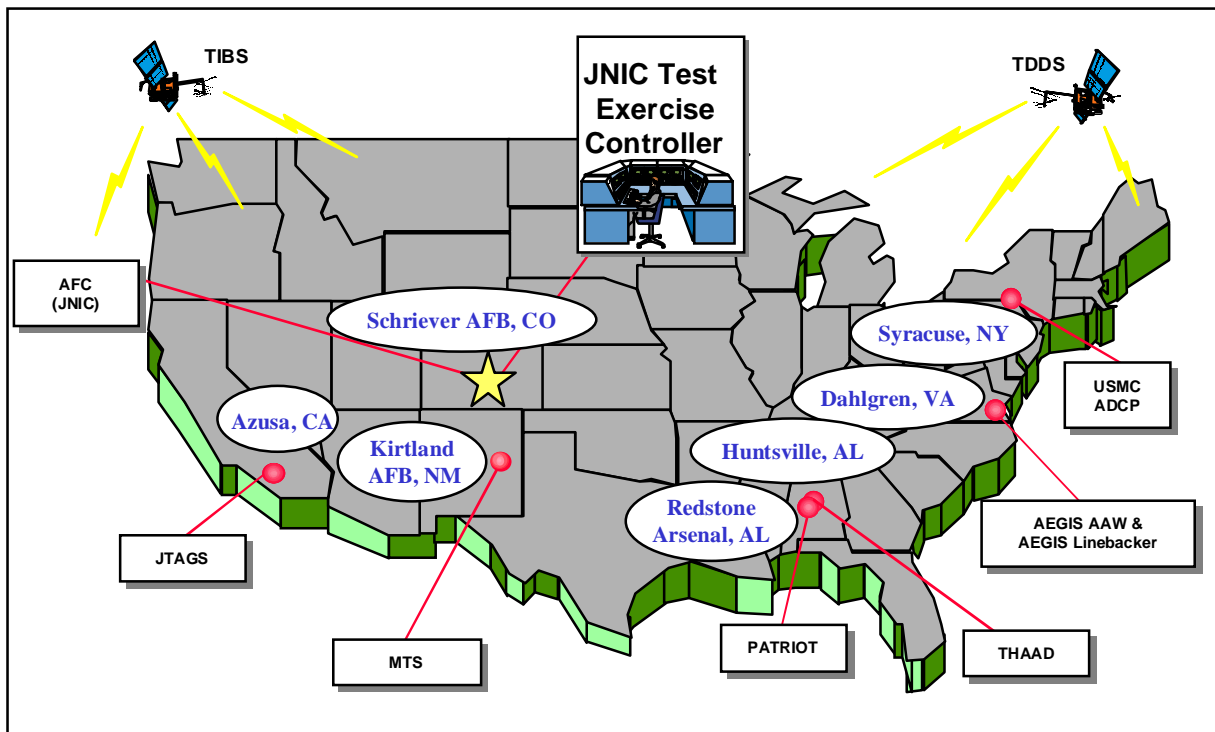 TIBS
JNIC Test
Exercise
Controller
TDDS
AFC
(JNIC)
Schriever AFB, CO
Syracuse, NY
USMC
ADCP
Dahlgren, VA
Azusa, CA
Kirtland
AFB, NM
Huntsville, AL
Redstone
Arsenal, AL
AEGIS AAW &
AEGIS Linebacker
JTAGS
MTS
PATRIOT
THAAD